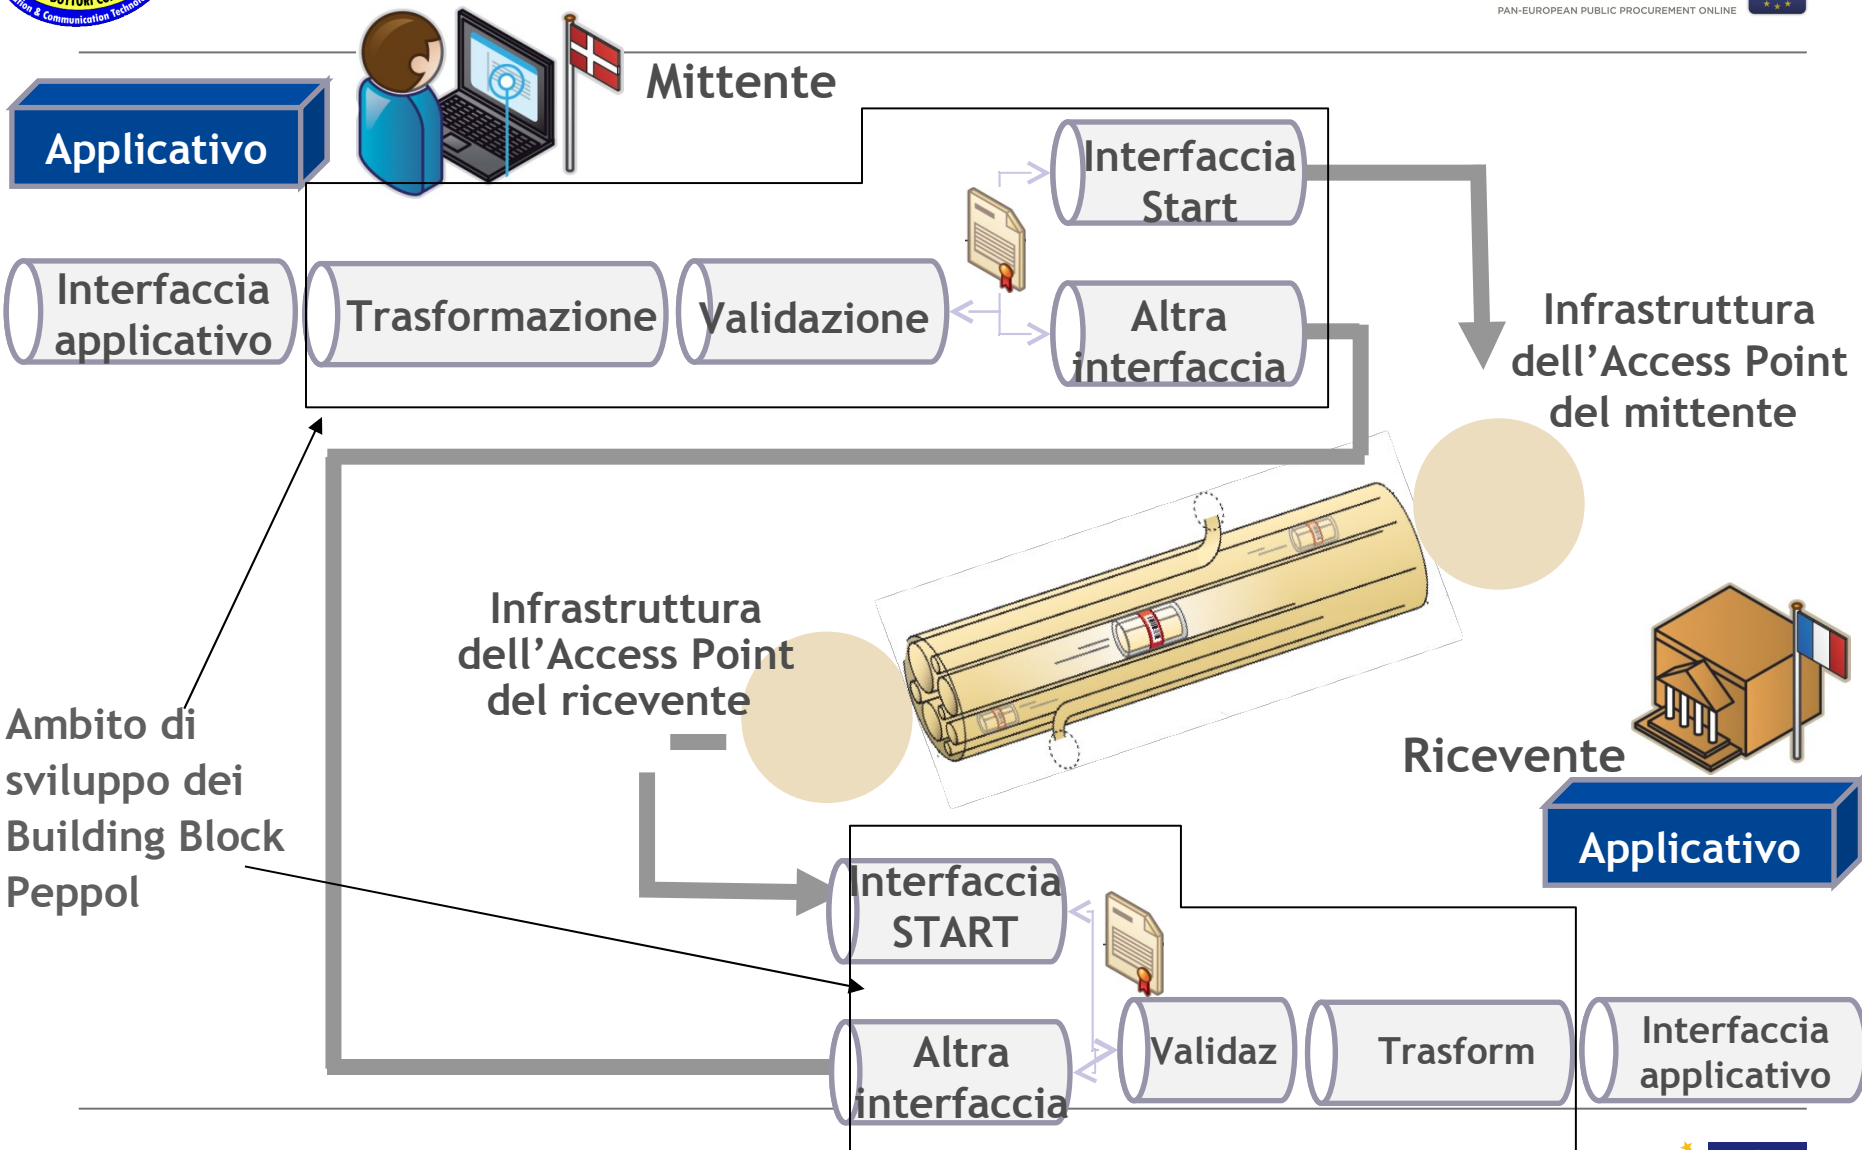 & Communication Technol
PAN-EUROPEAN PUBLIC PROCUREMENT ONLINE
Mittente
Applicativo
Interfaccia
Start
Interfaccia
applicativo
Trasformazione
Validazione
Altra
interfaccia
Infrastruttura
dell’Access Point
del mittente
Infrastruttura
dell’Access Point
del ricevente
Ambito di
sviluppo dei
Building Block
Peppol
Ricevente
Applicativo
Interfaccia
START
Altra
interfaccia
Validaz
Trasform
Interfaccia
applicativo